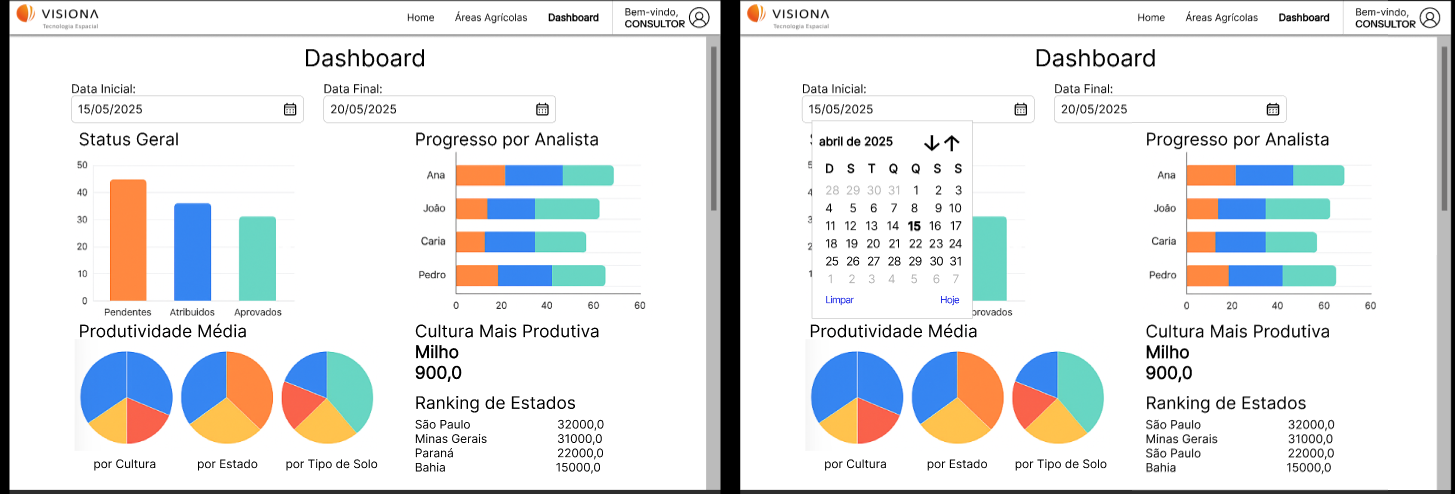 VISIONA
Tecnologia Espacial
Home Áreas Agrícolas Dashboard
Bem-vindo,
CONSULTOR
Dashboard
Data Inicial: Data Final:
15/05/2025 20/05/2025
Status Geral
50
40
30
20
10
0
Pendentes Atribuidos Aprovados
Progresso por Analista
Ana
João
Caria
Pedro
0 20 40 60 60
Produtividade Média
por Cultura por Estado por Tipo de Solo
Cultura Mais Produtiva
Milho
900,0
Ranking de Estados
São Paulo 32000,0
Minas Gerais 31000,0
Paraná 22000,0
Bahia 15000,0
VISIONA
Tecnologia Espacial
Home Áreas Agrícolas Dashboard
Bem-vindo,
CONSULTOR
Dashboard
Data Inicial: Data Final:
15/05/2025 20/05/2025
abril de 2025
D S T Q Q S S
28 29 30 31 1 2 3
4 5 6 7 8 9 10
11 12 13 14 15 16 17
18 19 20 21 22 23 24
25 26 27 28 29 30 31
1 2 3 4 5 6 7
Limpar Hoje
provados
Progresso por Analista
Ana
João
Caria
Pedro
0 20 40 60 60
Produtividade Média
por Cultura por Estado por Tipo de Solo
Cultura Mais Produtiva
Milho
900,0
Ranking de Estados
São Paulo 32000,0
Minas Gerais 31000,0
São Paulo 22000,0
Bahia 15000,0